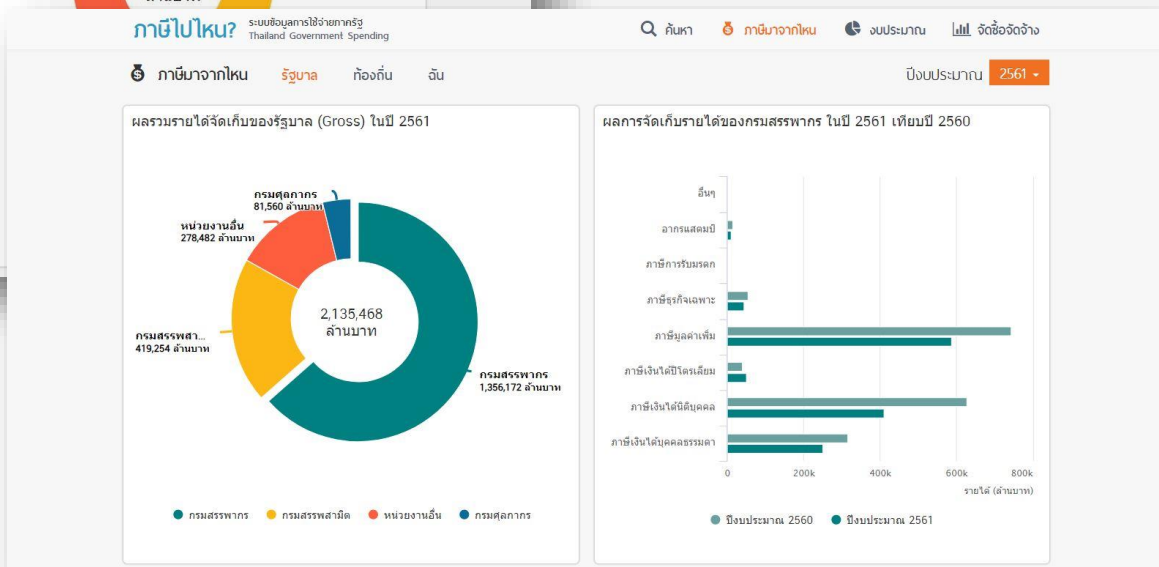 ภาษีไปไหน?
ระบบข้อมูลการใช้จ่ายภาครัฐ
Thailand Government Spending
ค้นหา
ภาษีมาจากไหน
งบประมาณ
จัดซื้อจัดจ้าง
ภาษีมาจากไหน
รัฐบาล
ท้องถิ่น
ฉัน
ปีงบประมาณ
2561
ผลรวมรายได้จัดเก็บของรัฐบาล (Gross) ในปี 2561
กรมศุลกากร
81,560 ล้านบาท
หน่วยงานอื่น
278,482 ล้านบาท
2,135,468
ล้านบาท
กรมสรรพสา...
419,254 ล้านบาท
กรมสรรพากร
1,356,172 ล้านบาท
กรมสรรพากร
กรมสรรพสามิต
หน่วยงานอื่น
กรมศุลกากร
ผลการจัดเก็บรายได้ของกรมสรรพากร ในปี 2561 เทียบปี 2560
อื่นๆ
อากรแสตมป์
ภาษีการรับมรดก
ภาษีธุรกิจเฉพาะ
ภาษีมูลค่าเพิ่ม
ภาษีเงินได้ปิโตรเลียม
ภาษีเงินได้นิติบุคคล
ภาษีเงินได้บุคคลธรรมดา
0 200k 400k 600k 800k
รายได้ (ล้านบาท)
ปีงบประมาณ 2560
ปีงบประมาณ 2561